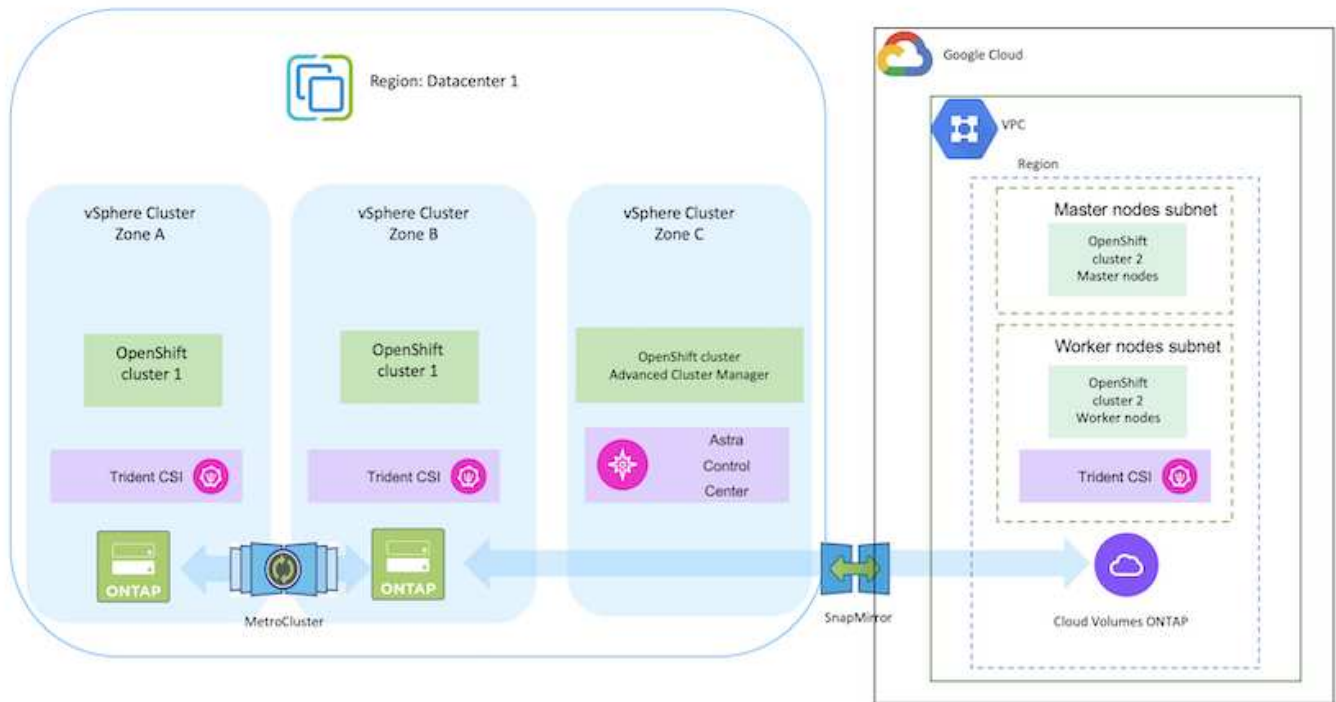 Region: Datacenter 1
vSphere Cluster
Zone A
OpenShift
cluster 1
Trident CSI
ONTAP
MetroCluster
vSphere Cluster
Zone B
OpenShift
cluster 1
Trident CSI
ONTAP
vSphere Cluster
Zone C
OpenShift cluster
Advanced Cluster Manager
Astra
Control
Center
SnapMirror
Google Cloud
VPC
Region
Master nodes subnet
OpenShift
cluster 2
Master nodes
Worker nodes subnet
OpenShift
cluster 2
Worker nodes
Trident CSI
Cloud Volumes ONTAP